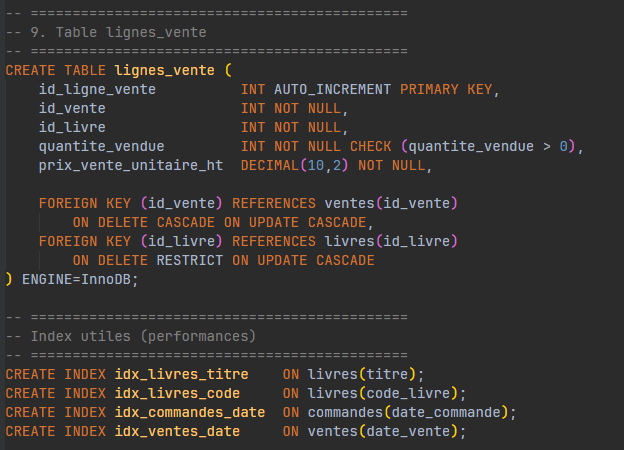 -- =============================================
-- 9. Table lignes_vente
-- =============================================
CREATE TABLE lignes_vente (
    id_ligne_vente          INT AUTO_INCREMENT PRIMARY KEY,
    id_vente                INT NOT NULL,
    id_livre                INT NOT NULL,
    quantite_vendue         INT NOT NULL CHECK (quantite_vendue > 0),
    prix_vente_unitaire_ht  DECIMAL(10,2) NOT NULL,

    FOREIGN KEY (id_vente) REFERENCES ventes(id_vente)
        ON DELETE CASCADE ON UPDATE CASCADE,
    FOREIGN KEY (id_livre) REFERENCES livres(id_livre)
        ON DELETE RESTRICT ON UPDATE CASCADE
) ENGINE=InnoDB;

-- =============================================
-- Index utiles (performances)
-- =============================================
CREATE INDEX idx_livres_titre    ON livres(titre);
CREATE INDEX idx_livres_code     ON livres(code_livre);
CREATE INDEX idx_commandes_date  ON commandes(date_commande);
CREATE INDEX idx_ventes_date     ON ventes(date_vente);